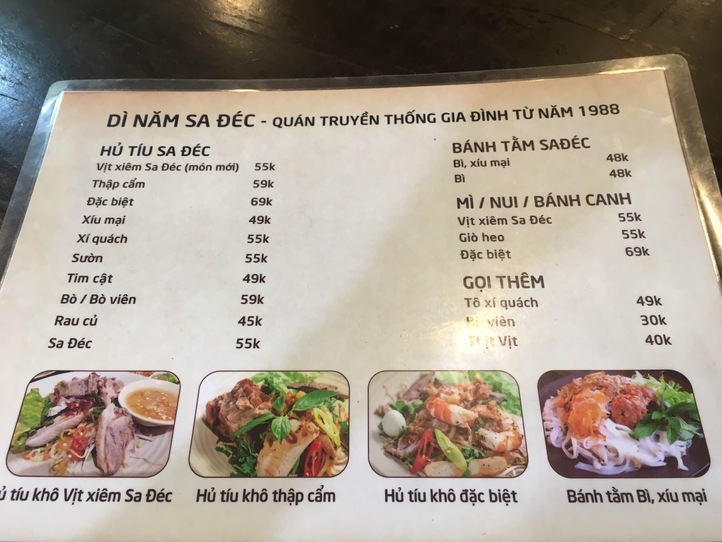 DÌ NĂM SA ĐÉC - QUÁN TRUYỀN THỐNG GIA ĐÌNH TỪ NĂM 1988
HỦ TÍU SA ĐÉC
Vịt xiêm Sa Đéc (món mới) 55k
Thập cẩm 59k
Đặc biệt 69k
Xíu mại 49k
Xí quách 55k
Sườn 55k
Tim cật 49k
Bò / Bò viên 59k
Rau củ 45k
Sa Đéc 55k
BÁNH TẰM SAĐÉC
Bì, xíu mại 48k
Bì 48k
MÌ / NUI / BÁNH CANH
Vịt xiêm Sa Đéc 55k
Giò heo 55k
Đặc biệt 69k
GỌI THÊM
Tô xí quách 49k
viên 30k
Thịt Vịt 40k
tíu khô Vịt xiêm Sa Đéc
Hủ tíu khô thập cẩm
Hủ tíu khô đặc biệt
Bánh tằm Bì, xíu mại